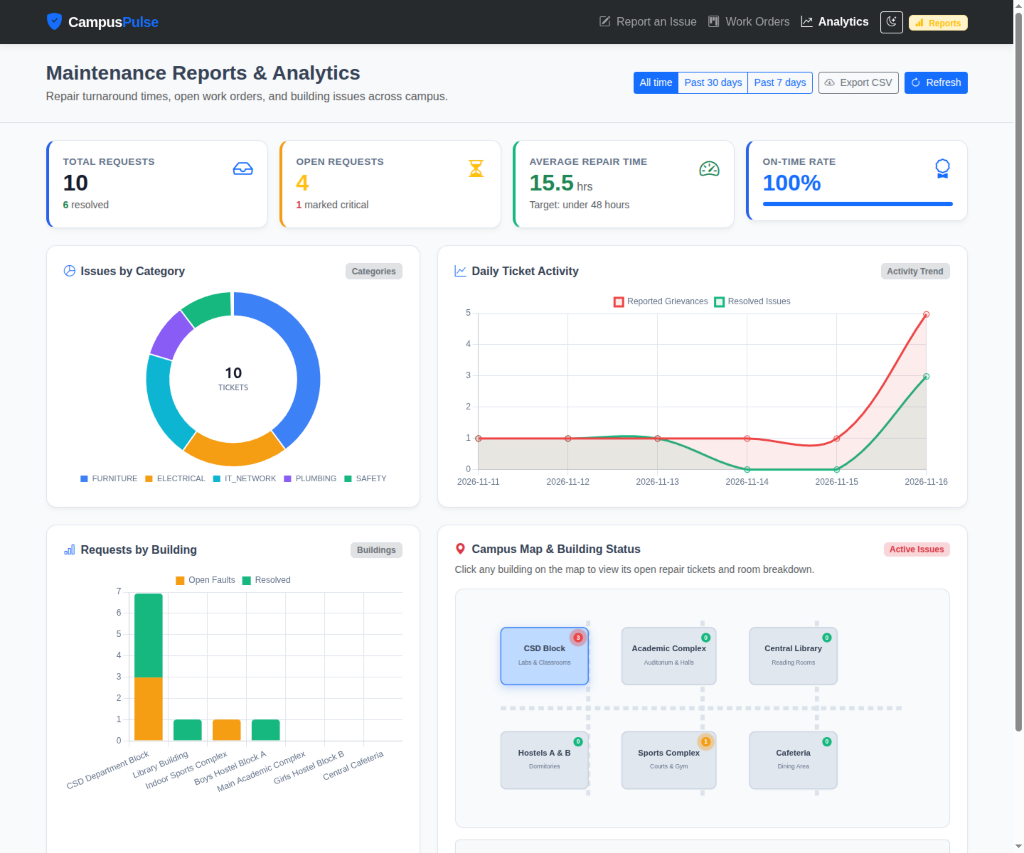 CampusPulse
Report an Issue
Work Orders
Analytics
Reports
Maintenance Reports & Analytics
Repair turnaround times, open work orders, and building issues across campus.
All time
Past 30 days
Past 7 days
Export CSV
Refresh
TOTAL REQUESTS
10
6 resolved
OPEN REQUESTS
4
1 marked critical
AVERAGE REPAIR TIME
15.5 hrs
Target: under 48 hours
ON-TIME RATE
100%
Issues by Category
Categories
10
TICKETS
FURNITURE
ELECTRICAL
IT_NETWORK
PLUMBING
SAFETY
Daily Ticket Activity
Activity Trend
Reported Grievances
Resolved Issues
5
4
3
2
1
0
2026-11-11
2026-11-12
2026-11-13
2026-11-14
2026-11-15
2026-11-16
Requests by Building
Buildings
Open Faults
Resolved
7
6
5
4
3
2
1
0
CSD Department Block
Library Building
Indoor Sports Complex
Boys Hostel Block A
Main Academic Complex
Girls Hostel Block B
Central Cafeteria
Campus Map & Building Status
Active Issues
Click any building on the map to view its open repair tickets and room breakdown.
3
CSD Block
Labs & Classrooms
0
Academic Complex
Auditorium & Halls
0
Central Library
Reading Rooms
0
Hostels A & B
Dormitories
1
Sports Complex
Courts & Gym
0
Cafeteria
Dining Area